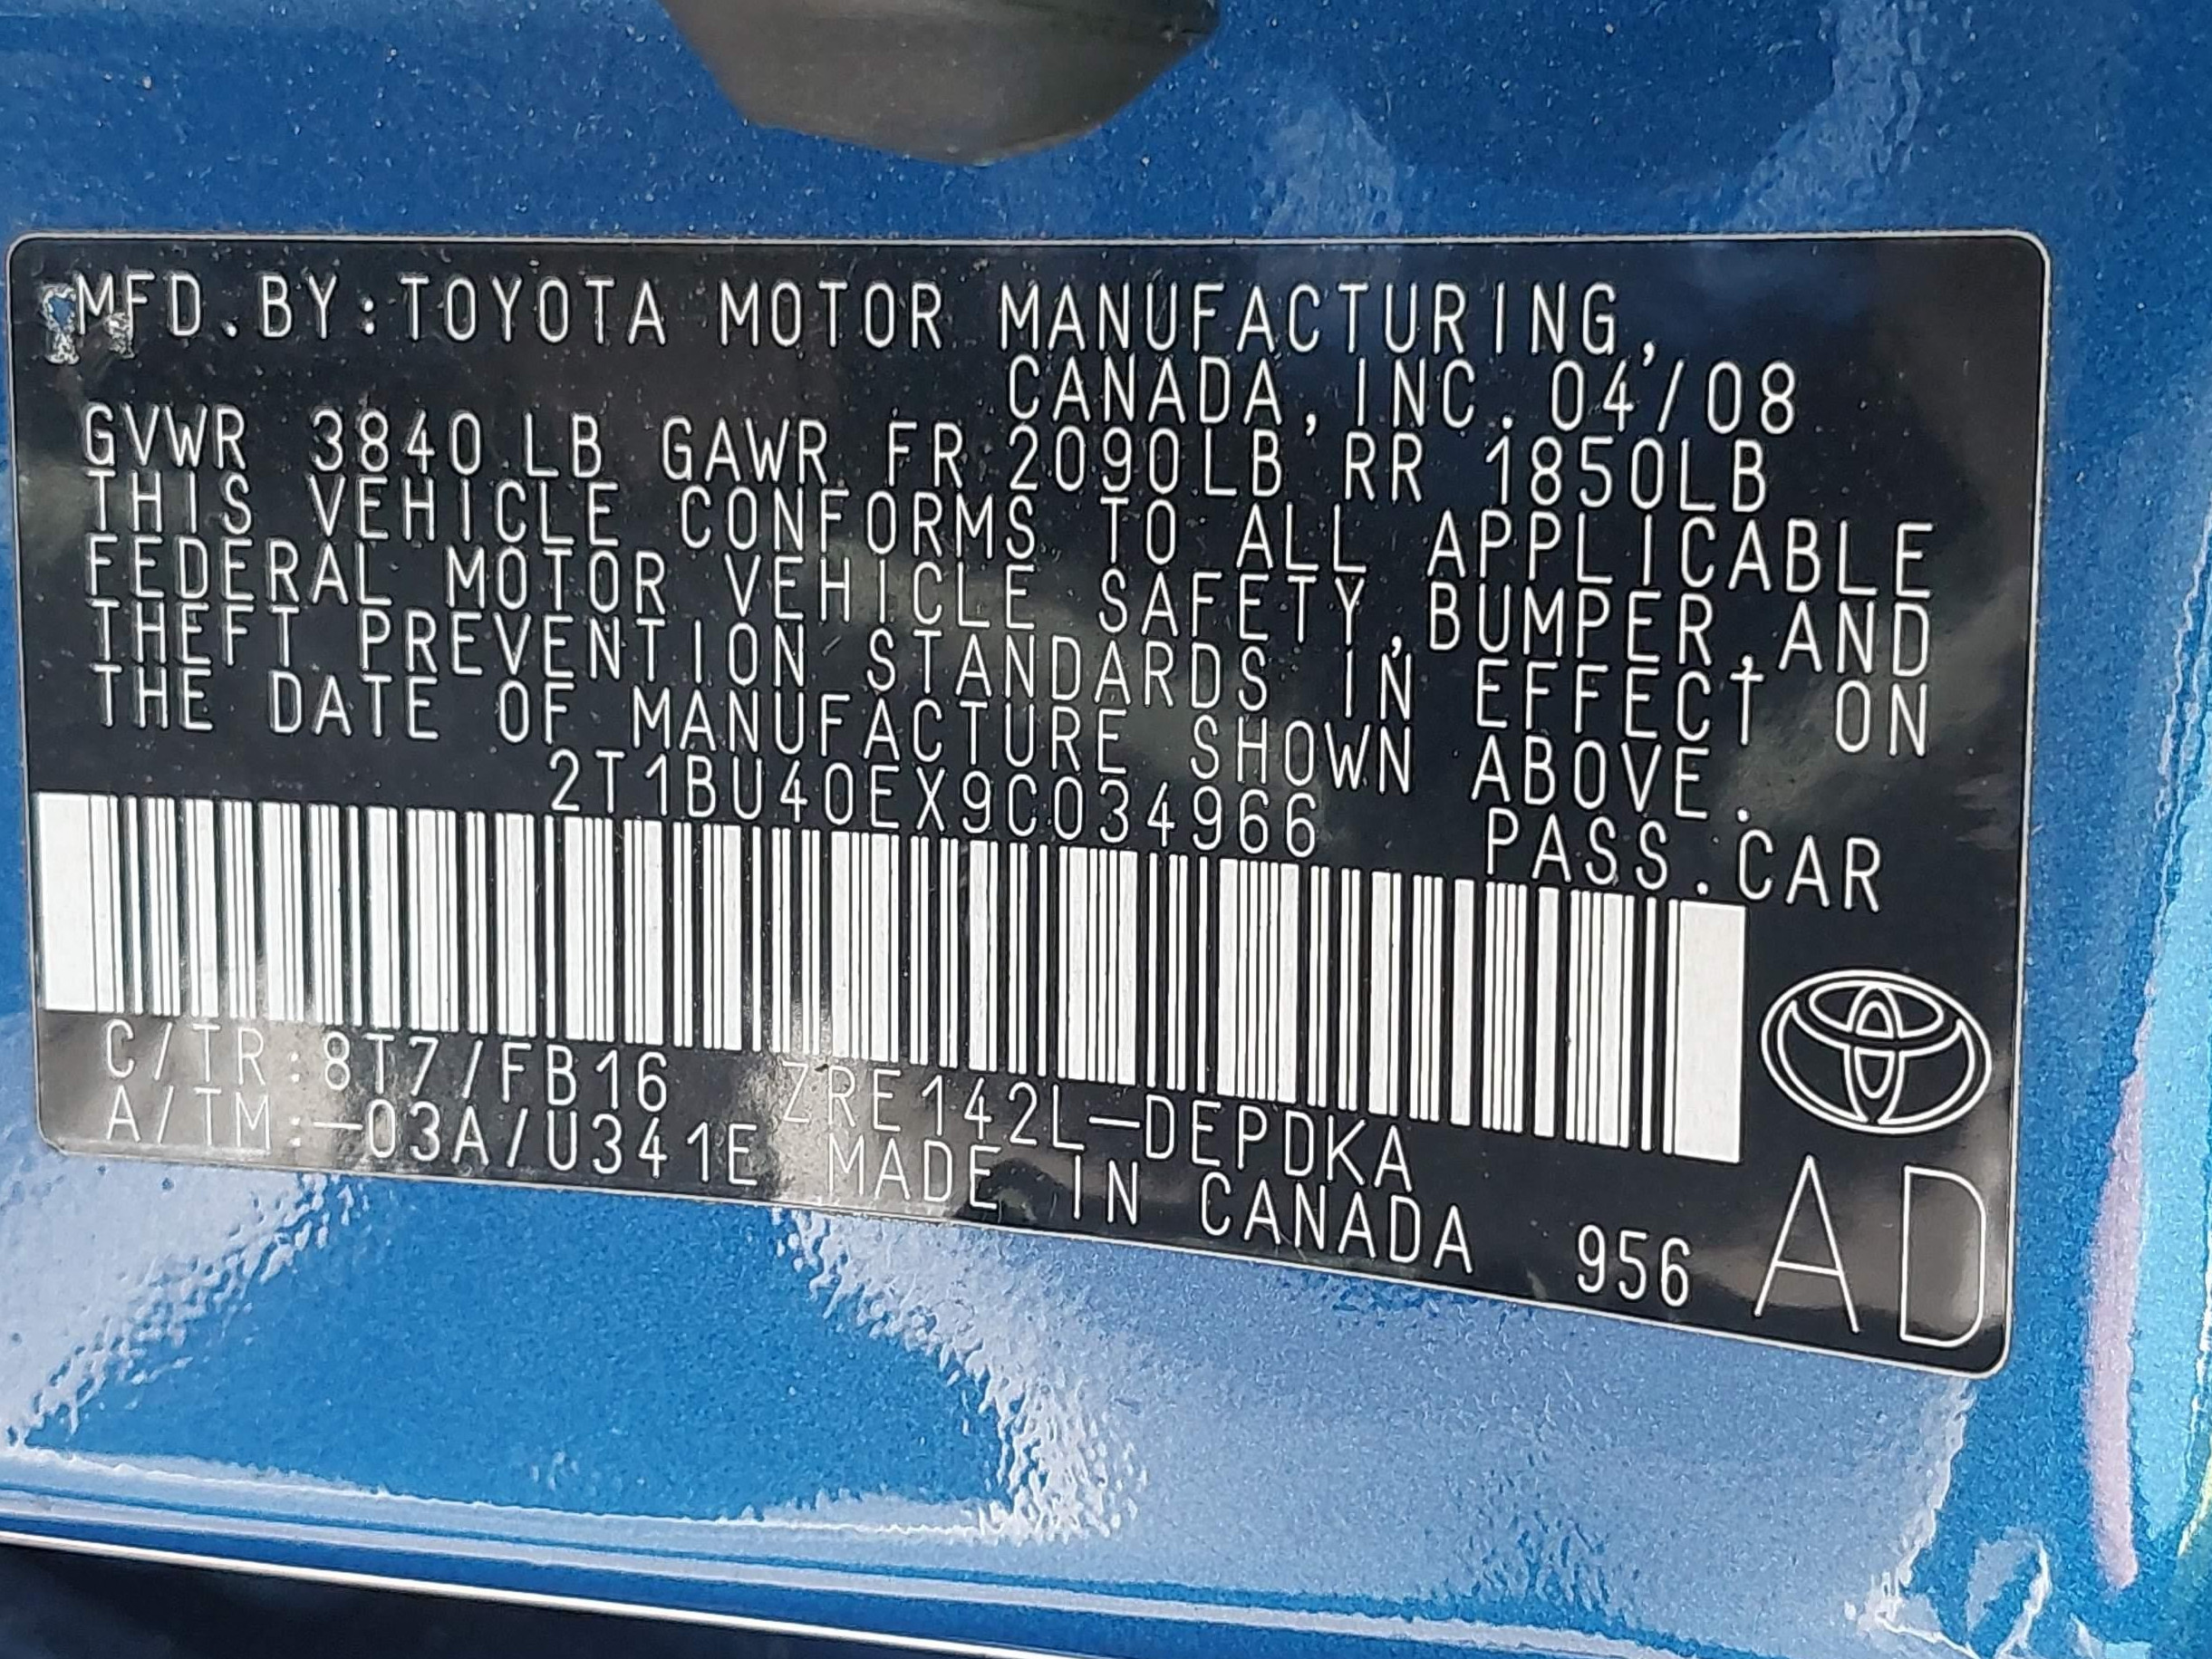 MFD.BY:TOYOTA MOTOR MANUFACTURING,
CANADA,INC.04/08
GVWR 3840LB GAWR FR 2090LB RR 1850LB
THIS VEHICLE CONFORMS TO ALL APPLICABLE
FEDERAL MOTOR VEHICLE SAFETY,BUMPER,AND
THEFT PREVENTION STANDARDS IN EFFECT ON
THE DATE OF MANUFACTURE SHOWN ABOVE.
2T1BU40EX9C034966 PASS.CAR
C/TR:8T7/FB16 ZRE142L-DEPDKA
A/TM:-03A/U341E MADE IN CANADA 956 AD